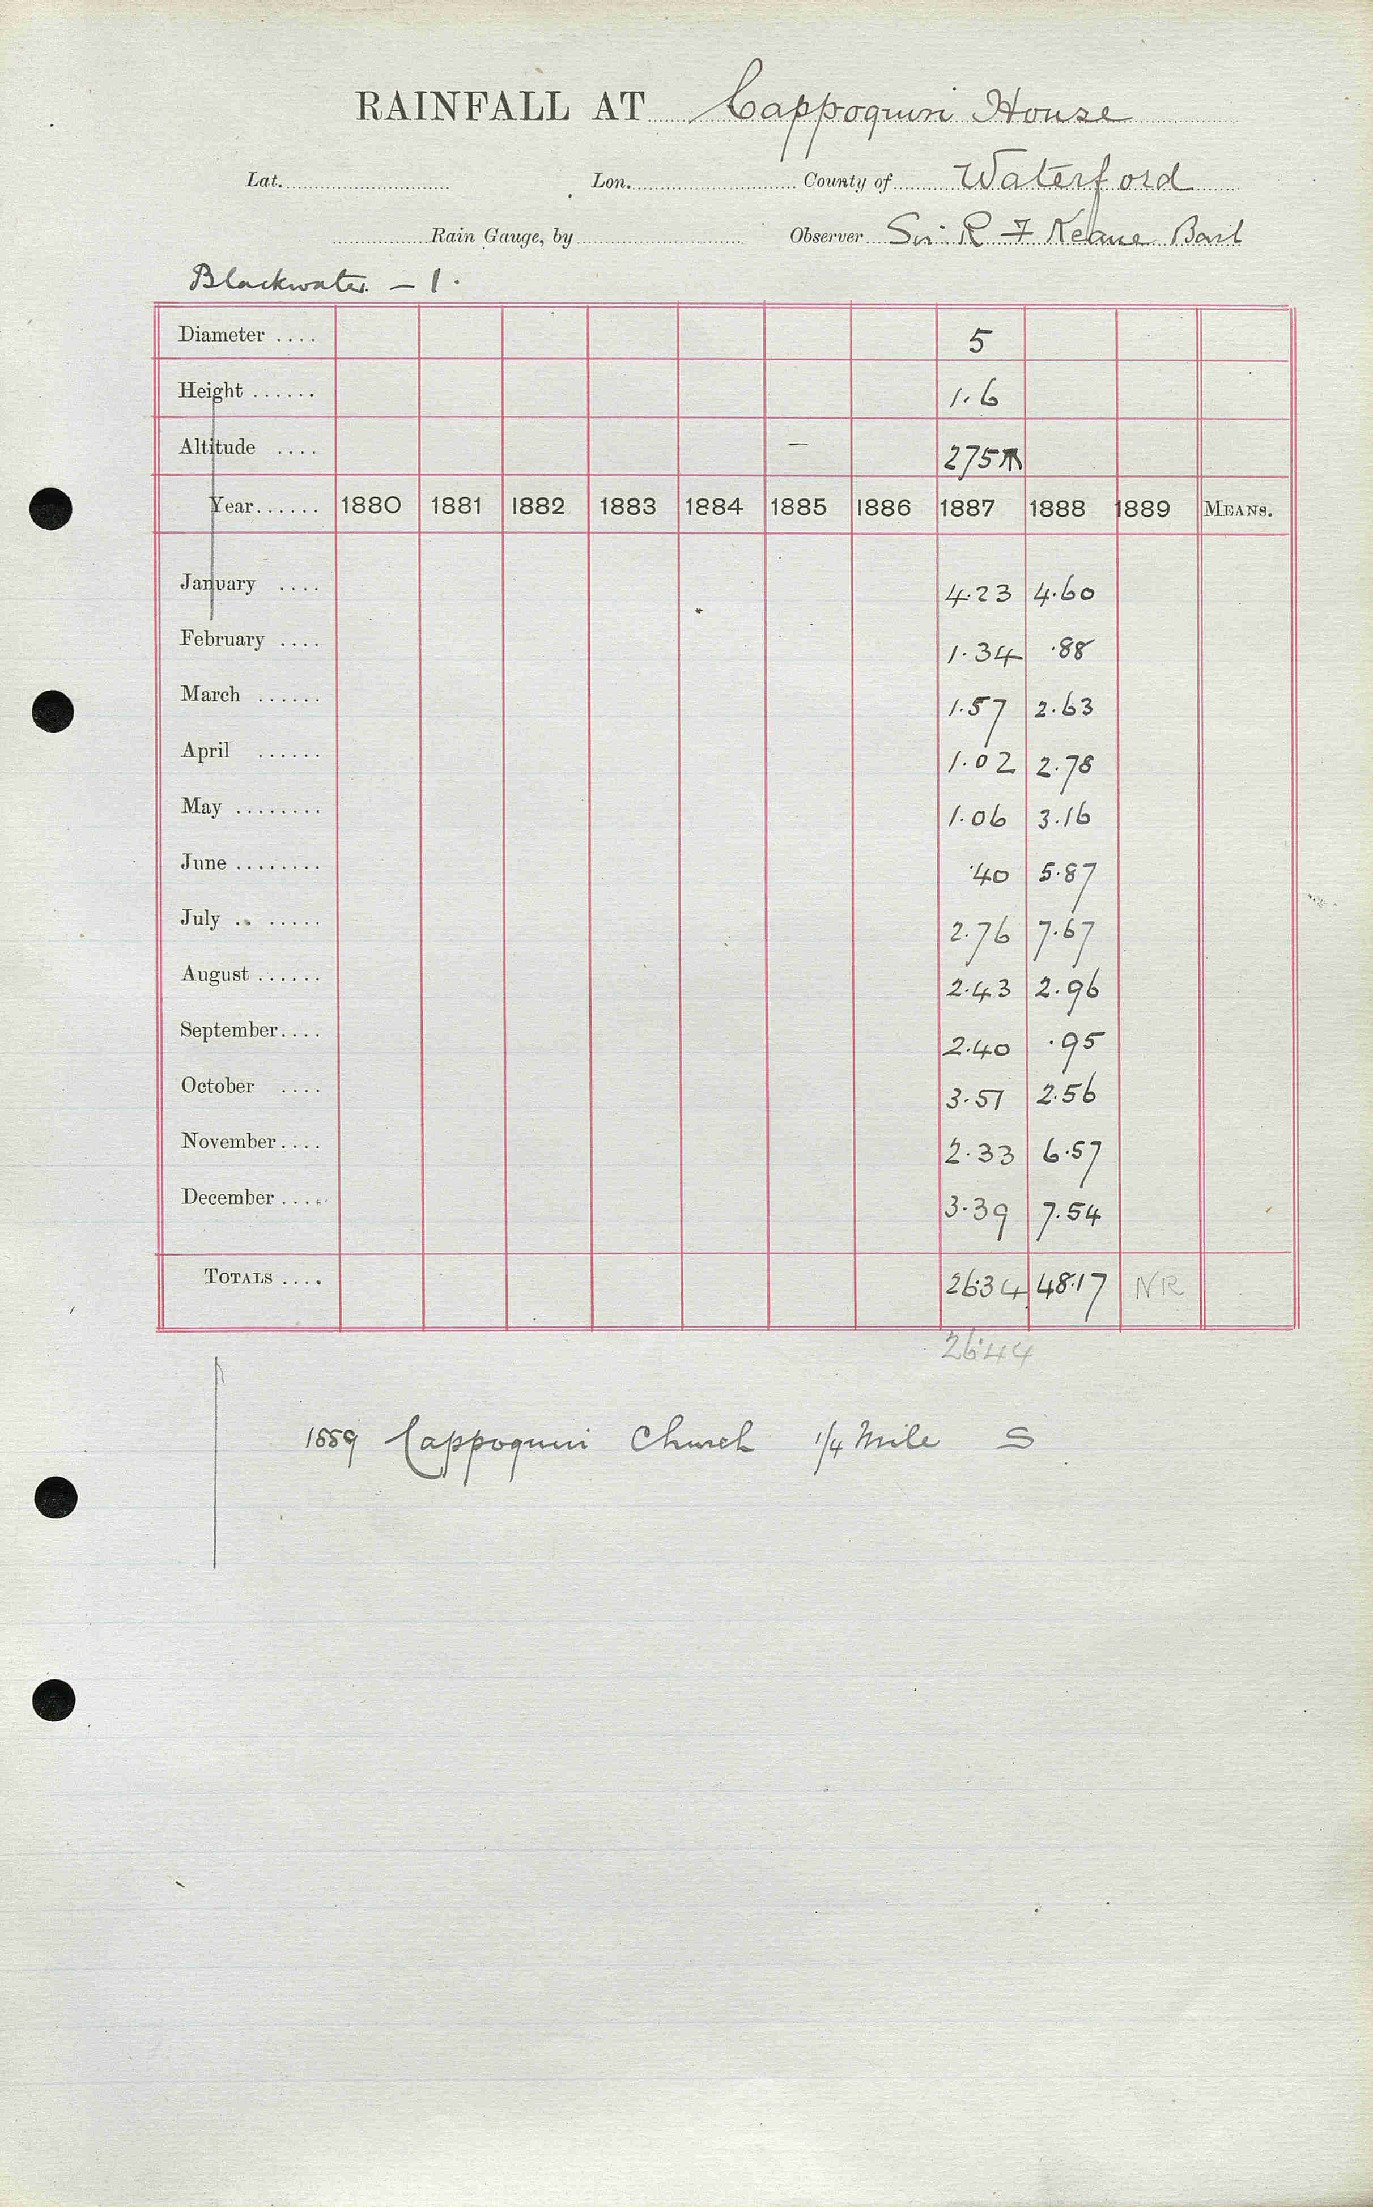 RAINFALL AT Cappoquin House
Lat. Lon. County of Waterford
Rain Gauge, by Observer Sir R F Keane Bart
Blackwater - 1.
Diameter .... 5
Height ...... 1.6
Altitude .... — 275
Year...... 1880 1881 1882 1883 1884 1885 1886 1887 1888 1889 MEANS.
January .... 4.23 4.60
February .... 1.34 .88
March ...... 1.57 2.63
April ...... 1.02 2.78
May ........ 1.06 3.16
June ........ .40 5.87
July .. ..... 2.76 7.67
August ...... 2.43 2.96
September.... 2.40 .95
October .... 3.51 2.56
November.... 2.33 6.57
December .... 3.39 7.54
TOTALS .... 26.34 48.17 NR
26.44
1889 Cappoquin Church 1/4 Mile S